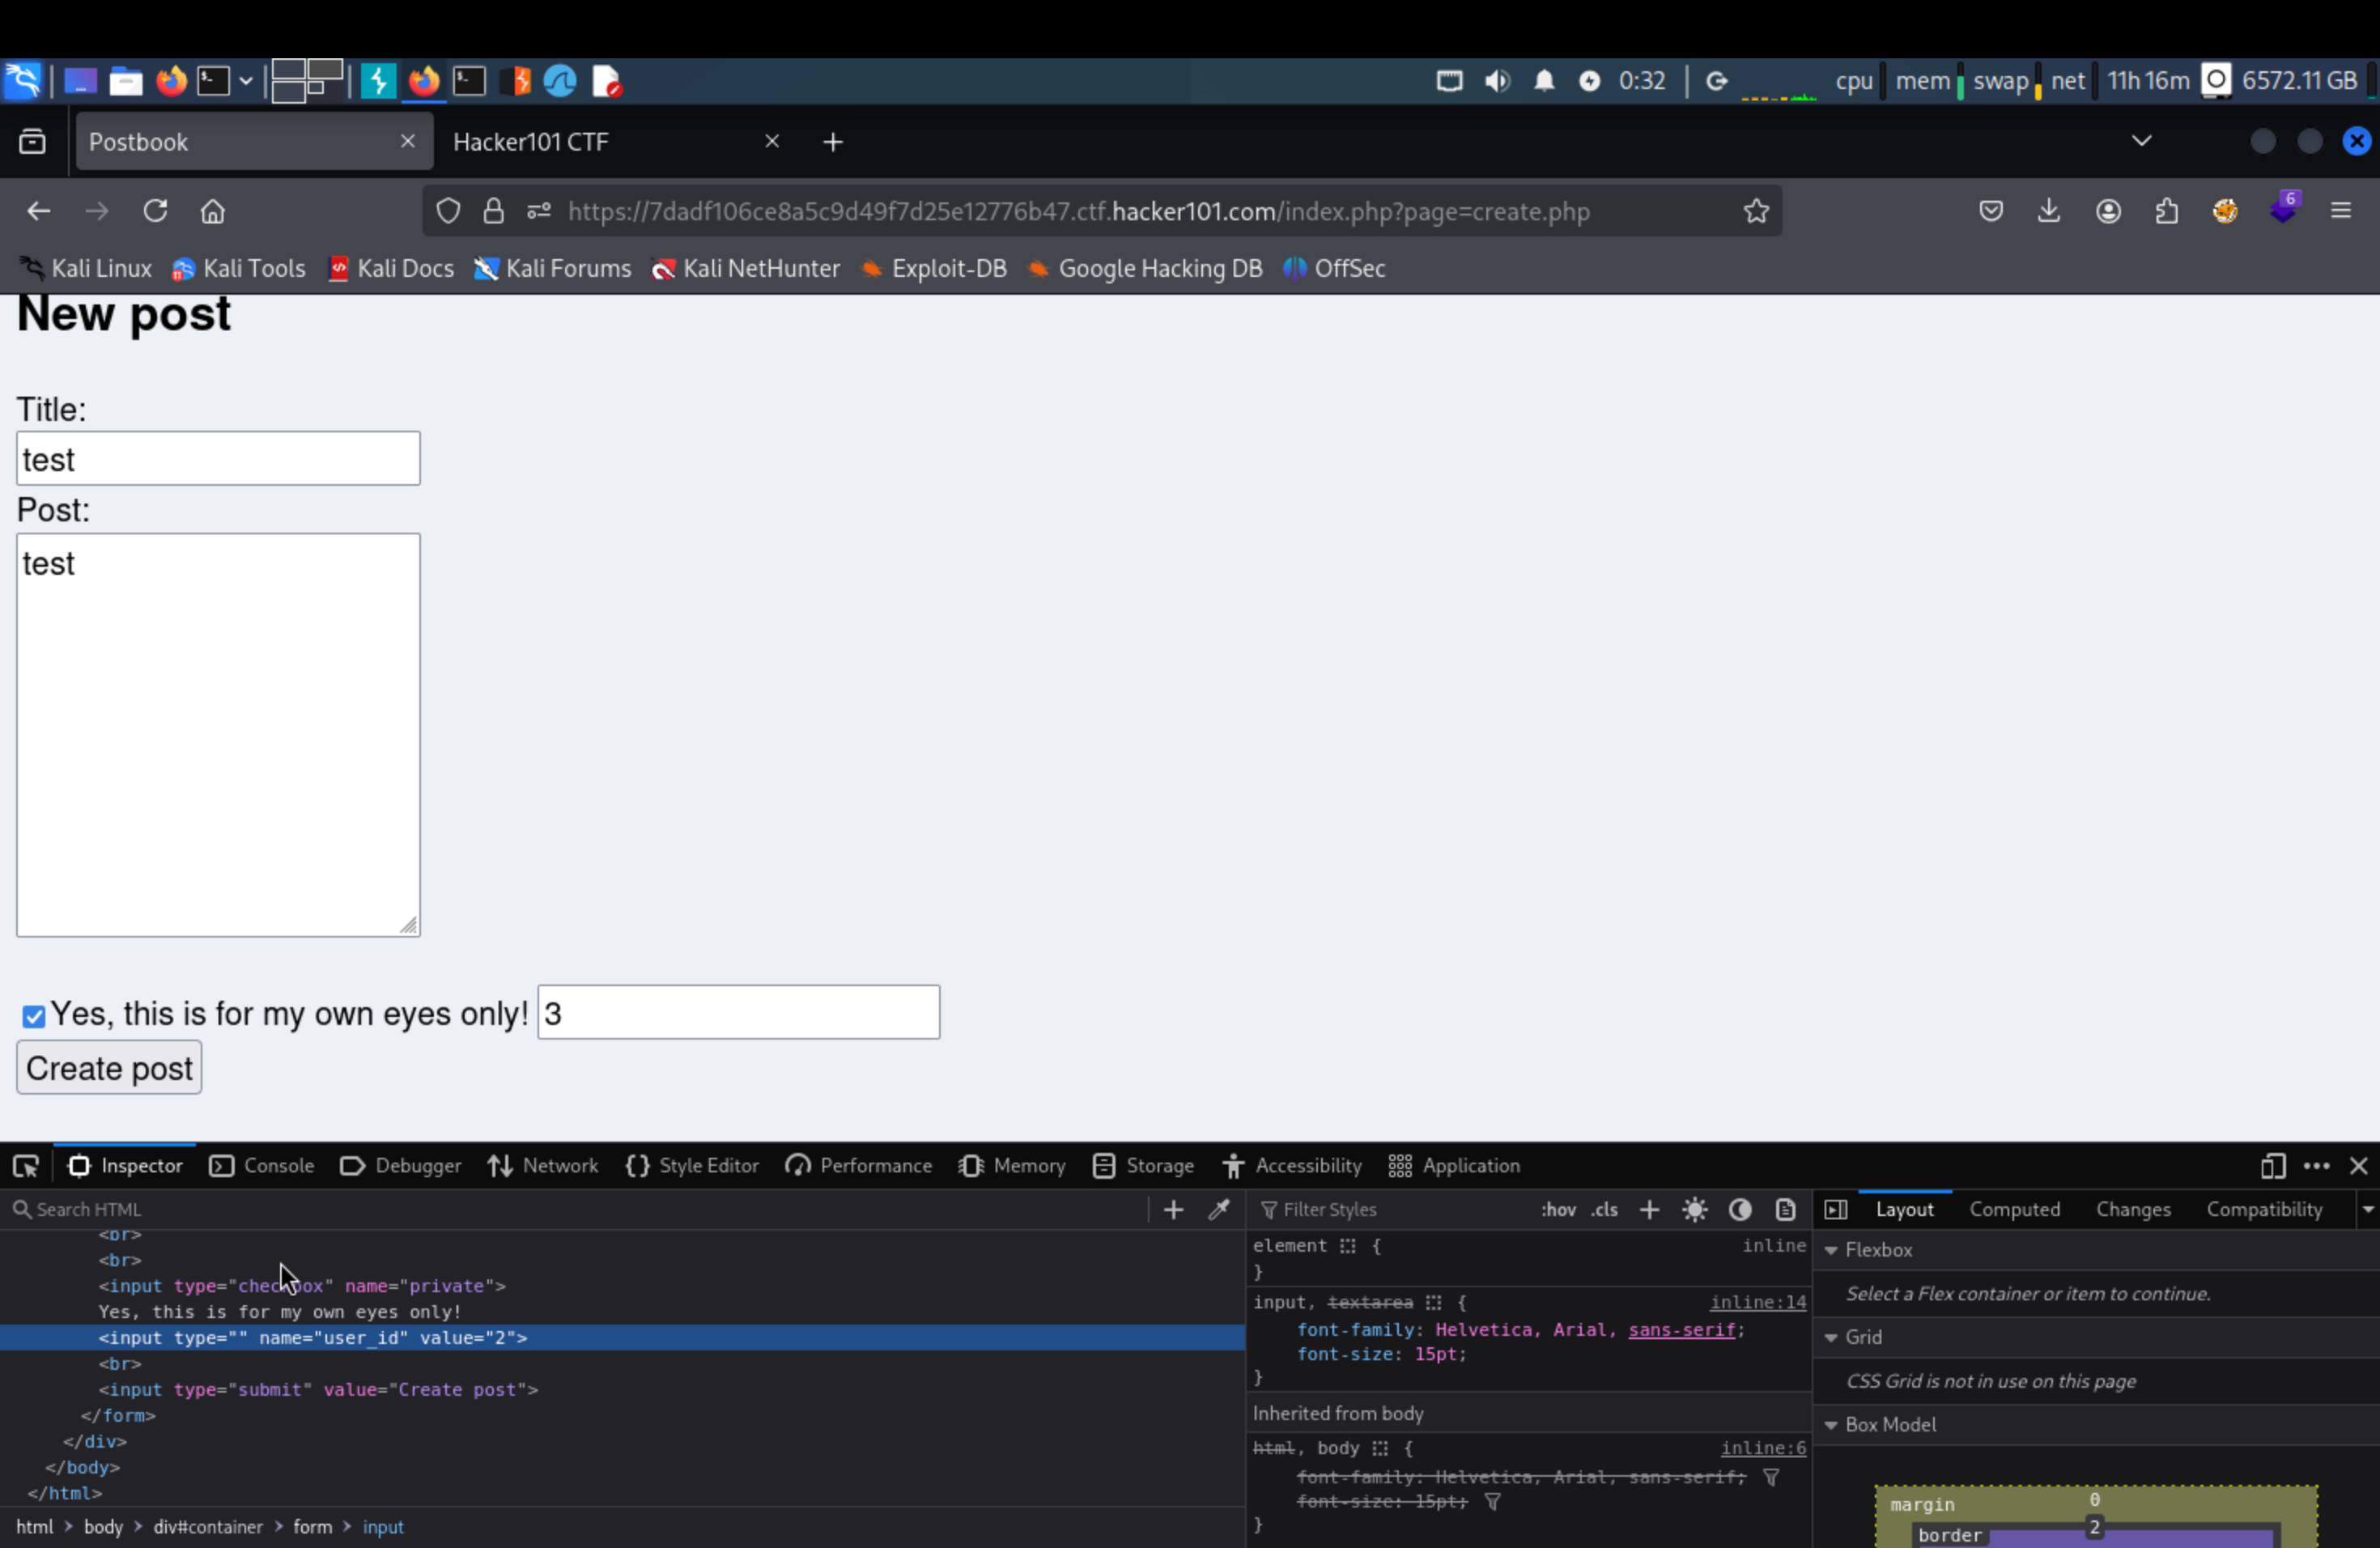 0:32 cpu mem swap net 11h 16m 6572.11 GB
Postbook Hacker101 CTF
https://7dadf106ce8a5c9d49f7d25e12776b47.ctf.hacker101.com/index.php?page=create.php 6
Kali Linux Kali Tools Kali Docs Kali Forums Kali NetHunter Exploit-DB Google Hacking DB OffSec
New post
Title:
test
Post:
test
Yes, this is for my own eyes only! 3
Create post
Inspector Console Debugger Network Style Editor Performance Memory Storage Accessibility Application
Search HTML
<br>
<br>
<input type="checkbox" name="private">
Yes, this is for my own eyes only!
<input type="" name="user_id" value="2">
<br>
<input type="submit" value="Create post">
</form>
</div>
</body>
</html>
html > body > div#container > form > input
Filter Styles :hov .cls
element { inline
}
input, textarea { inline:14
font-family: Helvetica, Arial, sans-serif;
font-size: 15pt;
}
Inherited from body
html, body { inline:6
font-family: Helvetica, Arial, sans-serif;
font-size: 15pt;
}
Layout Computed Changes Compatibility
Flexbox
Select a Flex container or item to continue.
Grid
CSS Grid is not in use on this page
Box Model
margin 0
border 2